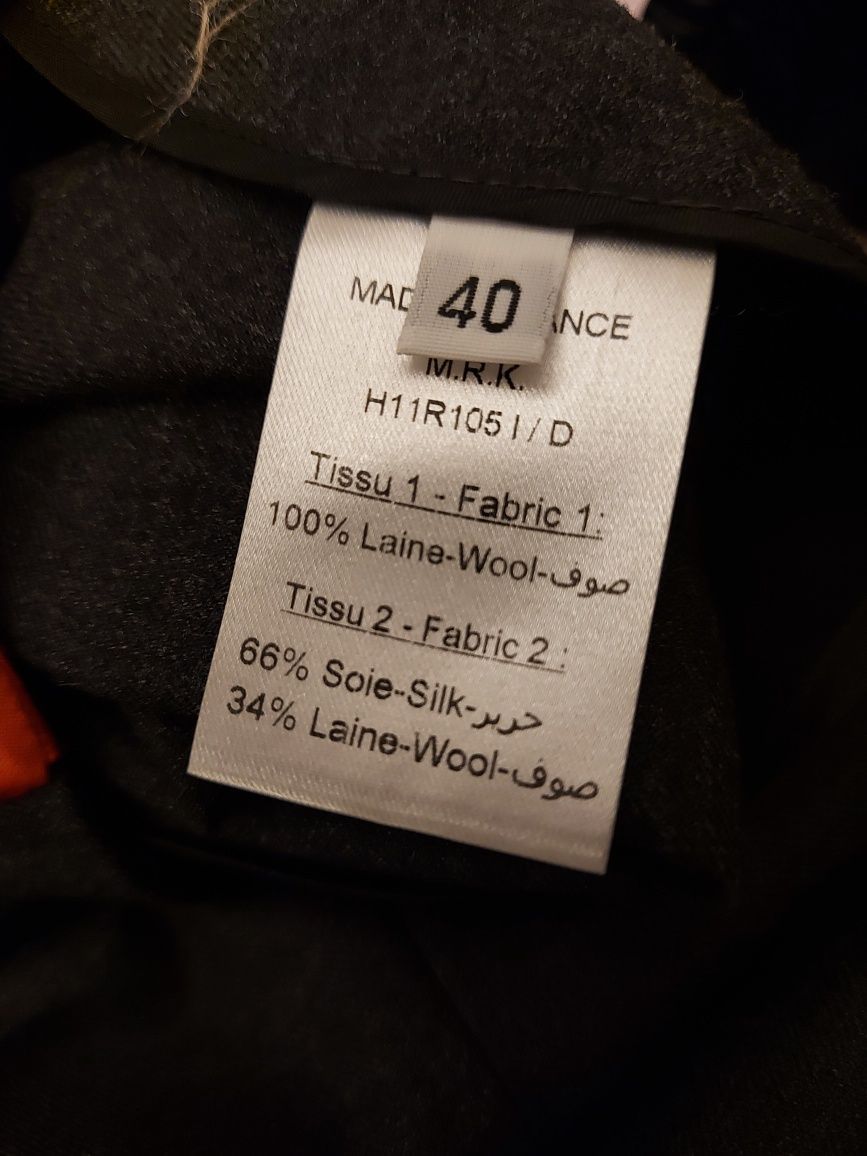 40
MAD ANCE
M.R.K.
H11R105 I / D
Tissu 1 - Fabric 1:
100% Laine-Wool-صوف
Tissu 2 - Fabric 2 :
66% Soie-Silk-حرير
34% Laine-Wool-صوف